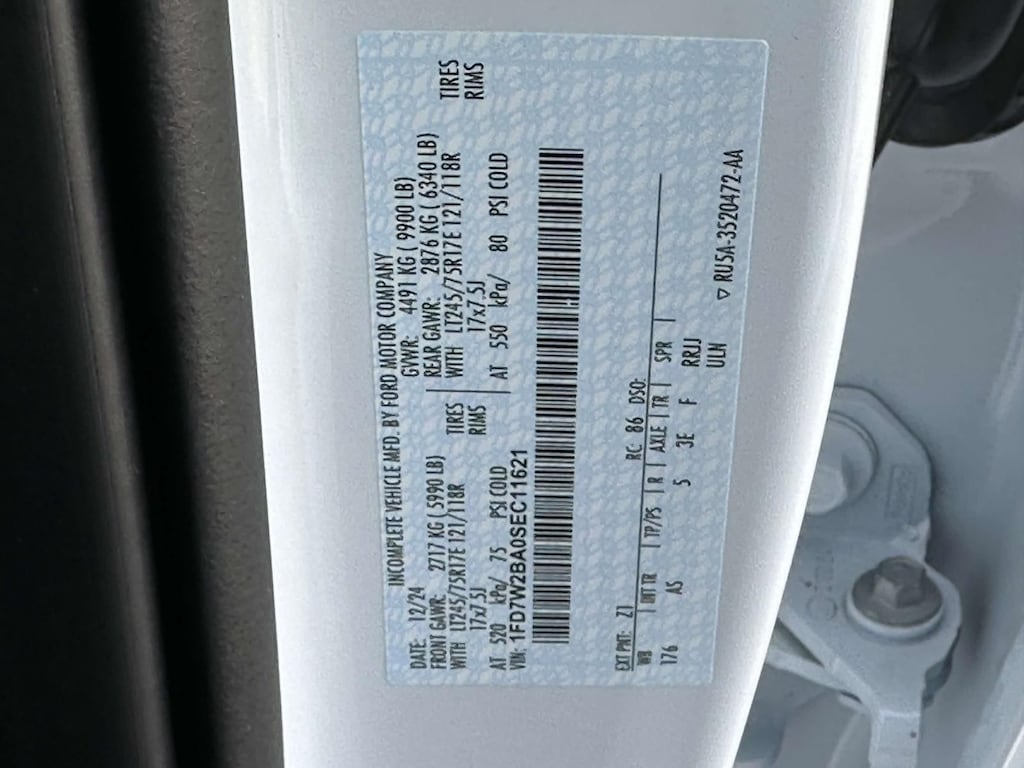 INCOMPLETE VEHICLE MFD. BY FORD MOTOR COMPANY
DATE: 12/24 GVWR: 4491 KG ( 9900 LB)
FRONT GAWR: 2717 KG ( 5990 LB) REAR GAWR: 2876 KG ( 6340 LB)
WITH LT245/75R17E 121/118R TIRES WITH LT245/75R17E 121/118R TIRES
17x7.5J RIMS 17x7.5J RIMS
AT 520 kPa/ 75 PSI COLD AT 550 kPa/ 80 PSI COLD
VIN: 1FD7W2BA0SEC11621
EXT PNT: Z1 RC: 86 DSO:
WB INT TR TP/PS R AXLE TR SPR
176 AS 5 3E F RRJJ
ULN
▽ RU5A-3520472-AA